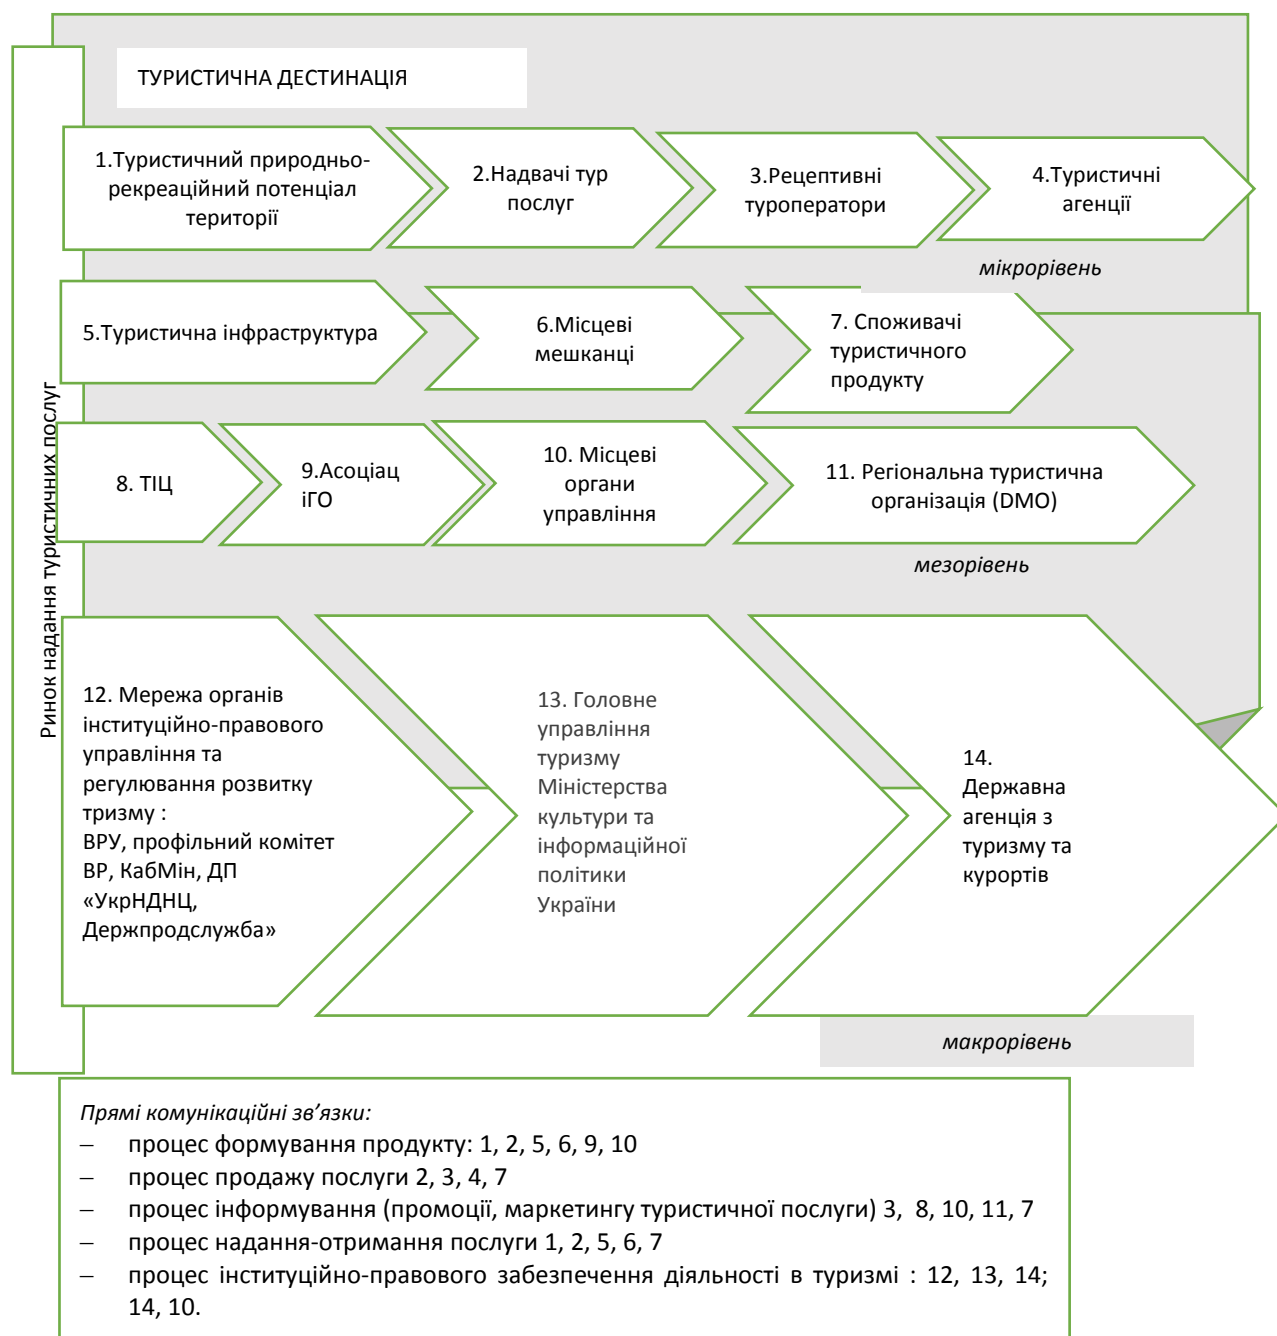 ТУРИСТИЧНА ДЕСТИНАЦІЯ
1.Туристичний природньо-
рекреаційний потенціал
території
2.Надвачі тур
послуг
3.Рецептивні
туроператори
4.Туристичні
агенції
мікрорівень
5.Туристична інфраструктура
6.Місцеві
мешканці
7. Споживачі
туристичного
продукту
8. ТІЦ
9.Асоціац
іГО
10. Місцеві
органи
управління
11. Регіональна туристична
організація (DMO)
мезорівень
Ринок надання туристичних послуг
12. Мережа органів
інституційно-правового
управління та
регулювання розвитку
тризму :
ВРУ, профільний комітет
ВР, КабМін, ДП
«УкрНДНЦ,
Держпродслужба»
13. Головне
управління
туризму
Міністерства
культури та
інформаційної
політики
України
14.
Державна
агенція з
туризму та
курортів
макрорівень
Прямі комунікаційні зв’язки:
– процес формування продукту: 1, 2, 5, 6, 9, 10
– процес продажу послуги 2, 3, 4, 7
– процес інформування (промоції, маркетингу туристичної послуги) 3, 8, 10, 11, 7
– процес надання-отримання послуги 1, 2, 5, 6, 7
– процес інституційно-правового забезпечення діяльності в туризмі : 12, 13, 14;
14, 10.